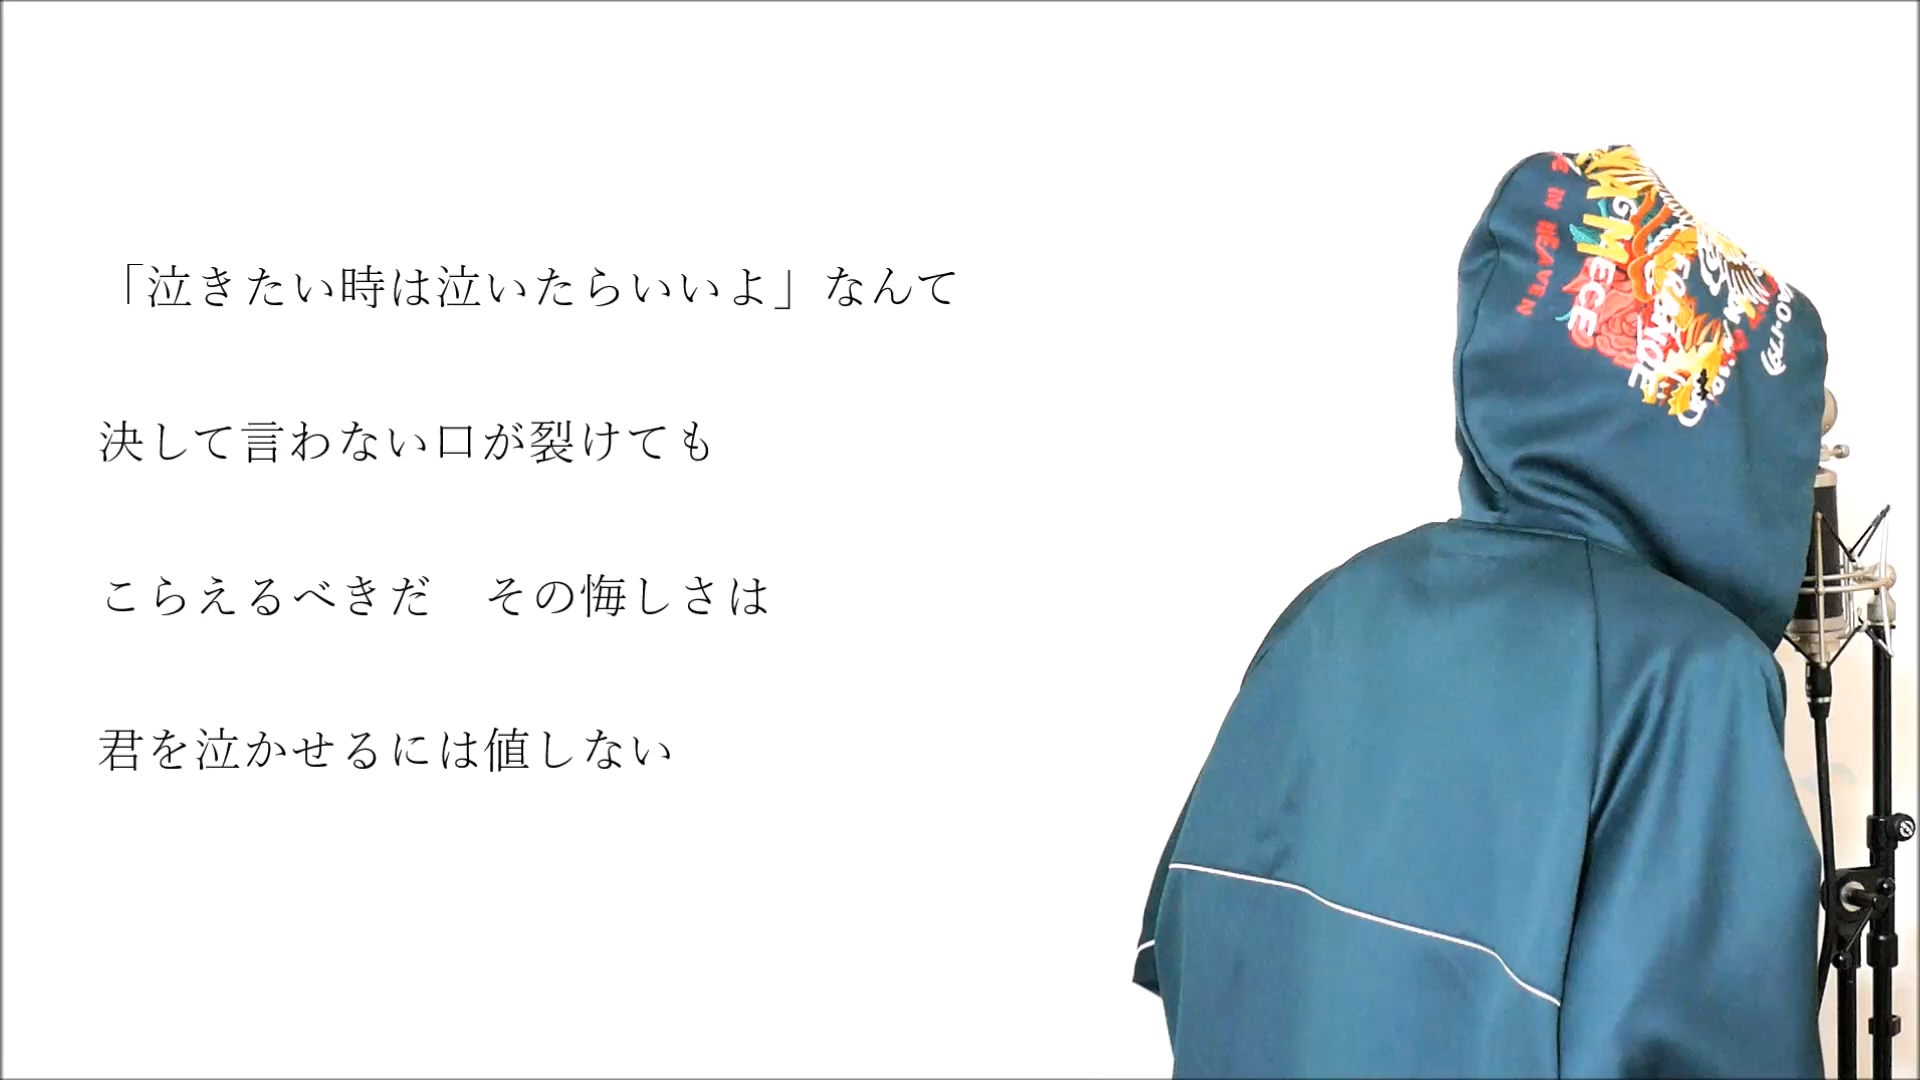 「泣きたい時は泣いたらいいよ」なんて
決して言わない口が裂けても
こらえるべきだ　その悔しさは
君を泣かせるには値しない
IN HEAVEN